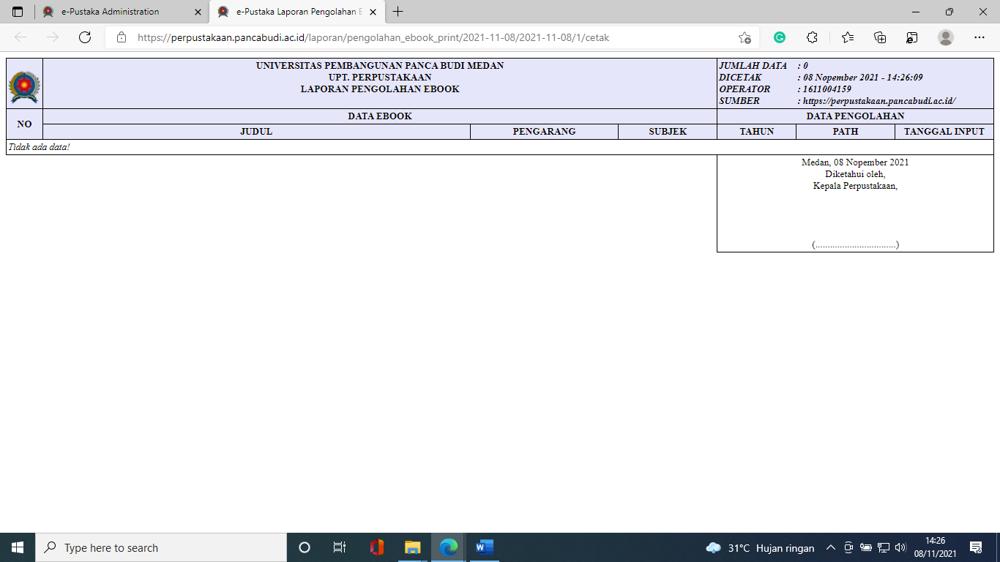 e-Pustaka Administration
e-Pustaka Laporan Pengolahan E
https://perpustakaan.pancabudi.ac.id/laporan/pengolahan_ebook_print/2021-11-08/2021-11-08/1/cetak
UNIVERSITAS PEMBANGUNAN PANCA BUDI MEDAN
UPT. PERPUSTAKAAN
LAPORAN PENGOLAHAN EBOOK
JUMLAH DATA : 0
DICETAK : 08 Nopember 2021 - 14:26:09
OPERATOR : 1611004159
SUMBER : https://perpustakaan.pancabudi.ac.id/
NO
DATA EBOOK
DATA PENGOLAHAN
JUDUL
PENGARANG
SUBJEK
TAHUN
PATH
TANGGAL INPUT
Tidak ada data!
Medan, 08 Nopember 2021
Diketahui oleh,
Kepala Perpustakaan,
(.................................)
Type here to search
31°C Hujan ringan
14:26
08/11/2021